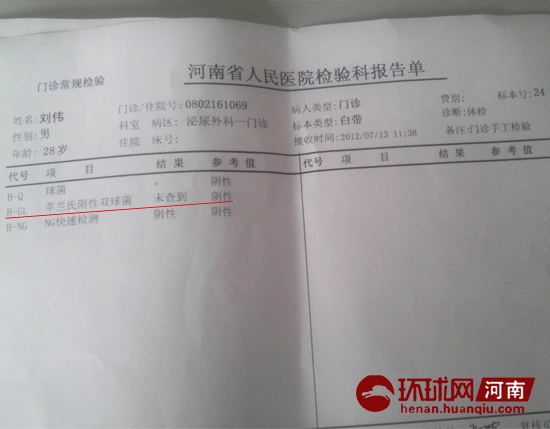 河南省人民医院检验科报告单
门诊常规检验
姓名:刘伟 门诊/住院号:0802161069 病人类型:门诊 费别: 标本号:24
性别:男 科室 病区:泌尿外科一门诊 标本类型:白带 诊断:体检
年龄:28岁 住院 床号: 接收时间:2012/07/13 11:38 备注:门诊手工检验
代号 项 目 结 果 参 考 值 代号 项 目 结 果 参 考 值
B-Q 球菌 阴性
B-GL 革兰氏阴性双球菌 未查到 阴性
B-NG NG快速检测 阴性 阴性
环球网 河南
henan.huanqiu.com